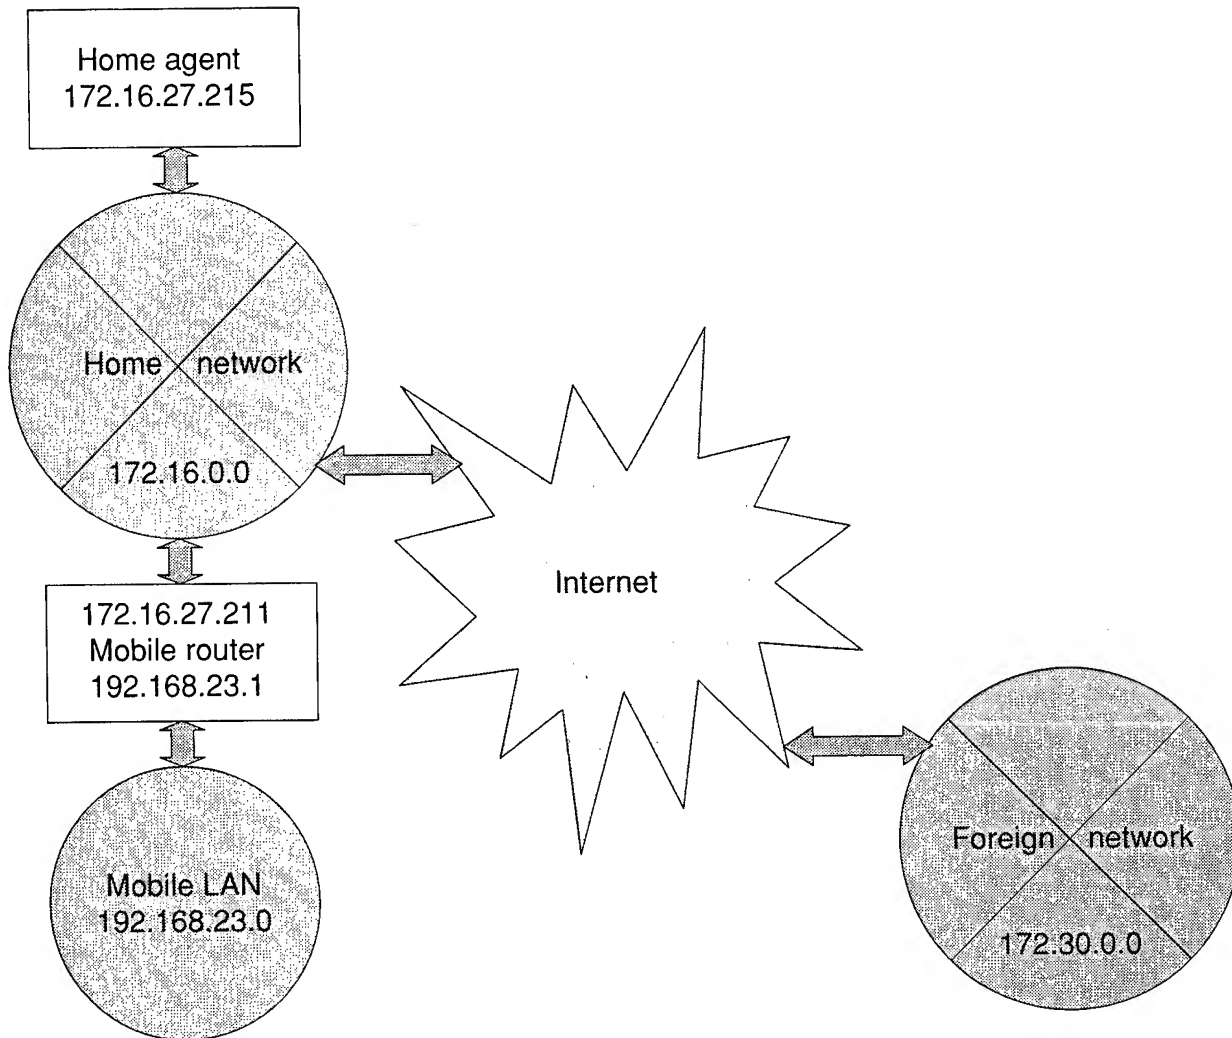 Home agent
172.16.27.215
Home network
172.16.0.0
172.16.27.211
Mobile router
192.168.23.1
Mobile LAN
192.168.23.0
Internet
Foreign network
172.30.0.0